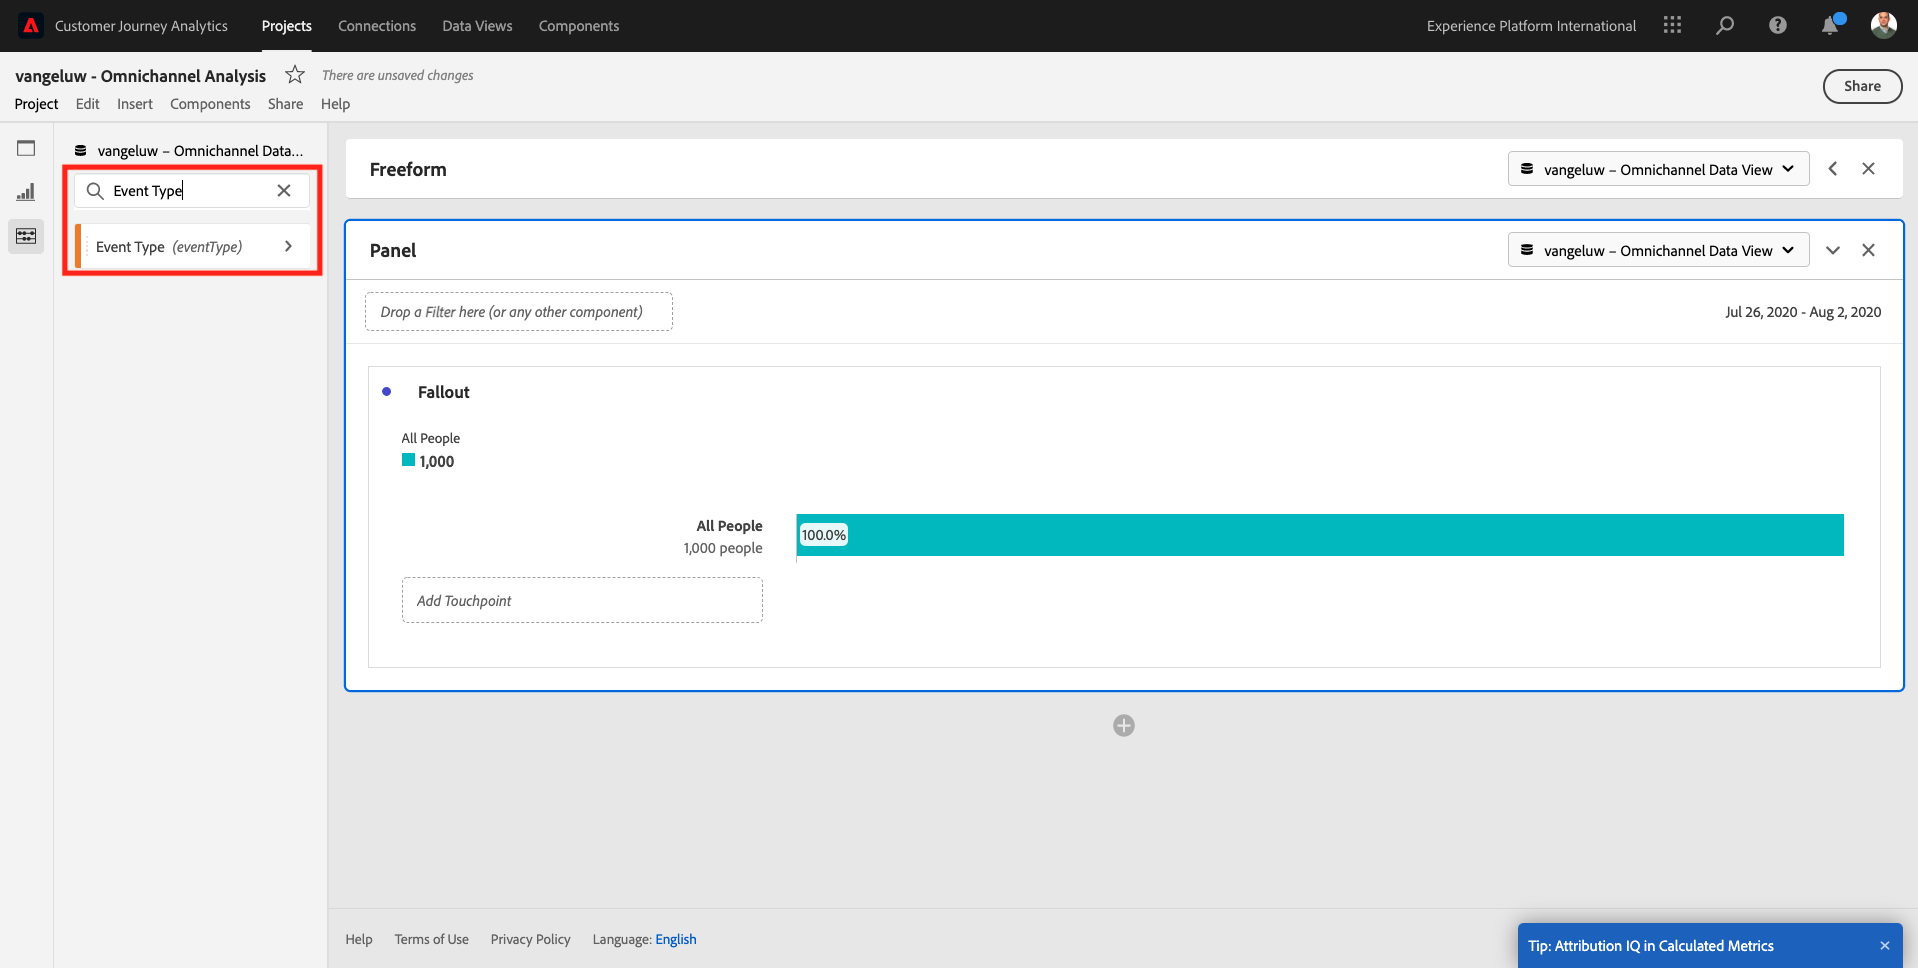 Customer Journey Analytics Projects Connections Data Views Components Experience Platform International
vangeluw - Omnichannel Analysis There are unsaved changes
Share
Project Edit Insert Components Share Help
vangeluw – Omnichannel Data...
Event Type
Event Type (eventType)
Freeform vangeluw – Omnichannel Data View
Panel vangeluw – Omnichannel Data View
Drop a Filter here (or any other component) Jul 26, 2020 - Aug 2, 2020
Fallout
All People
1,000
All People
1,000 people
100.0%
Add Touchpoint
Help Terms of Use Privacy Policy Language: English
Tip: Attribution IQ in Calculated Metrics